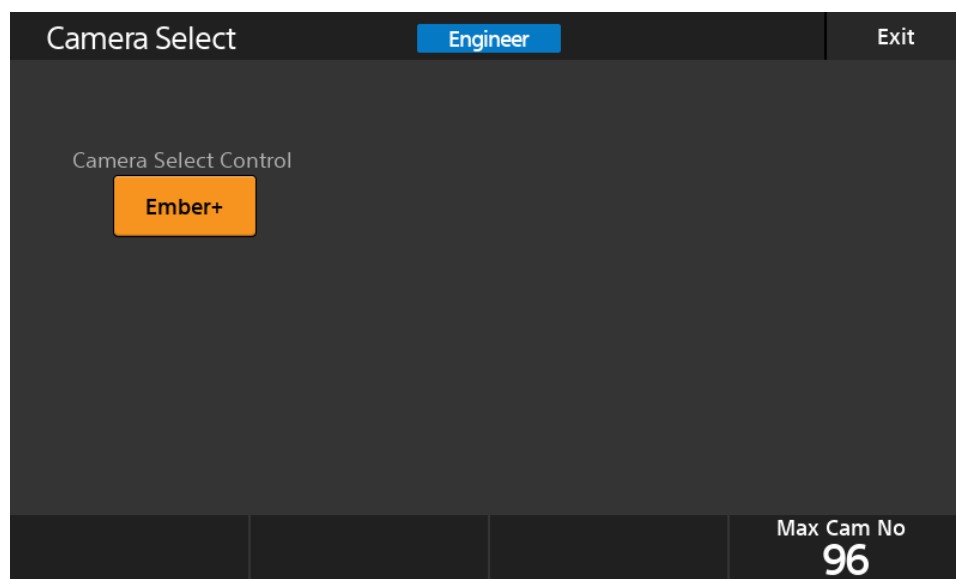 Camera Select
Engineer
Exit
Camera Select Control
Ember+
Max Cam No
96